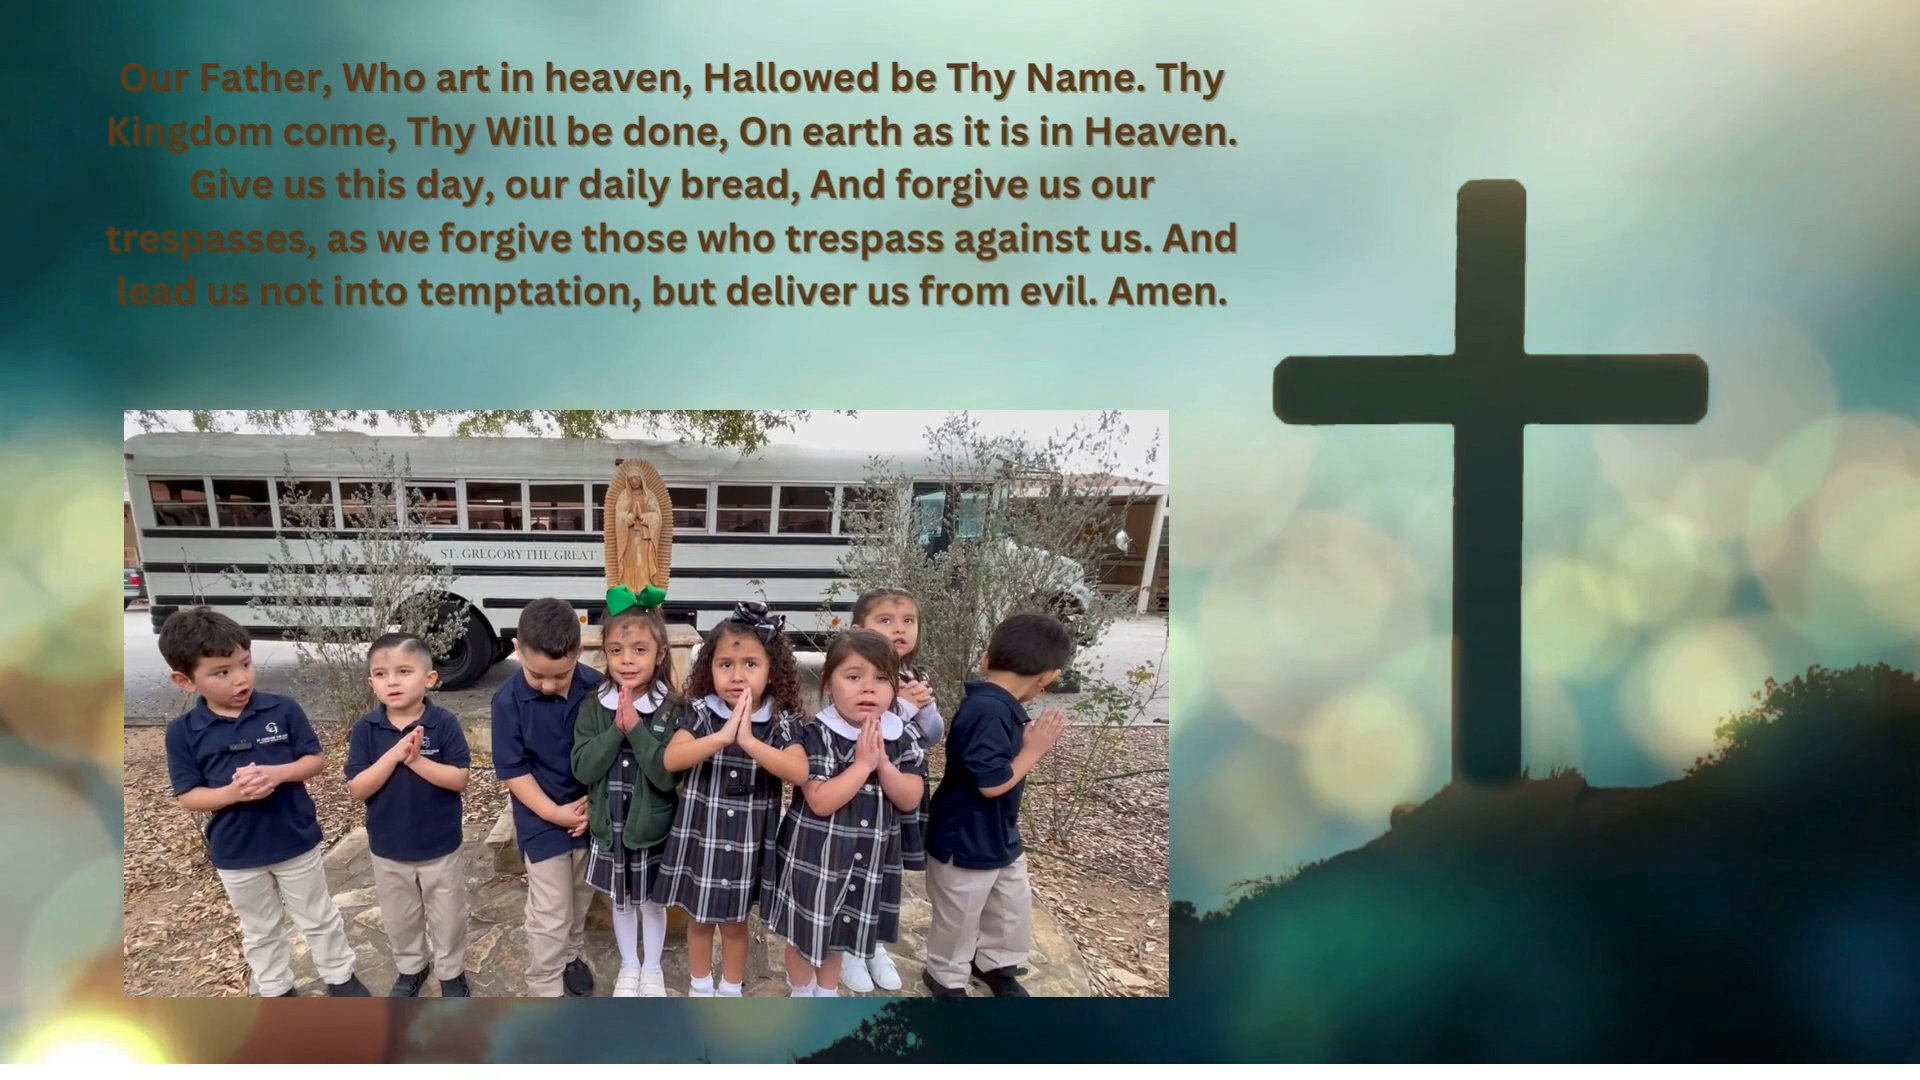 Our Father, Who art in heaven, Hallowed be Thy Name. Thy
Kingdom come, Thy Will be done, On earth as it is in Heaven.
Give us this day, our daily bread, And forgive us our
trespasses, as we forgive those who trespass against us. And
lead us not into temptation, but deliver us from evil. Amen.
ST. GREGORY THE GREAT